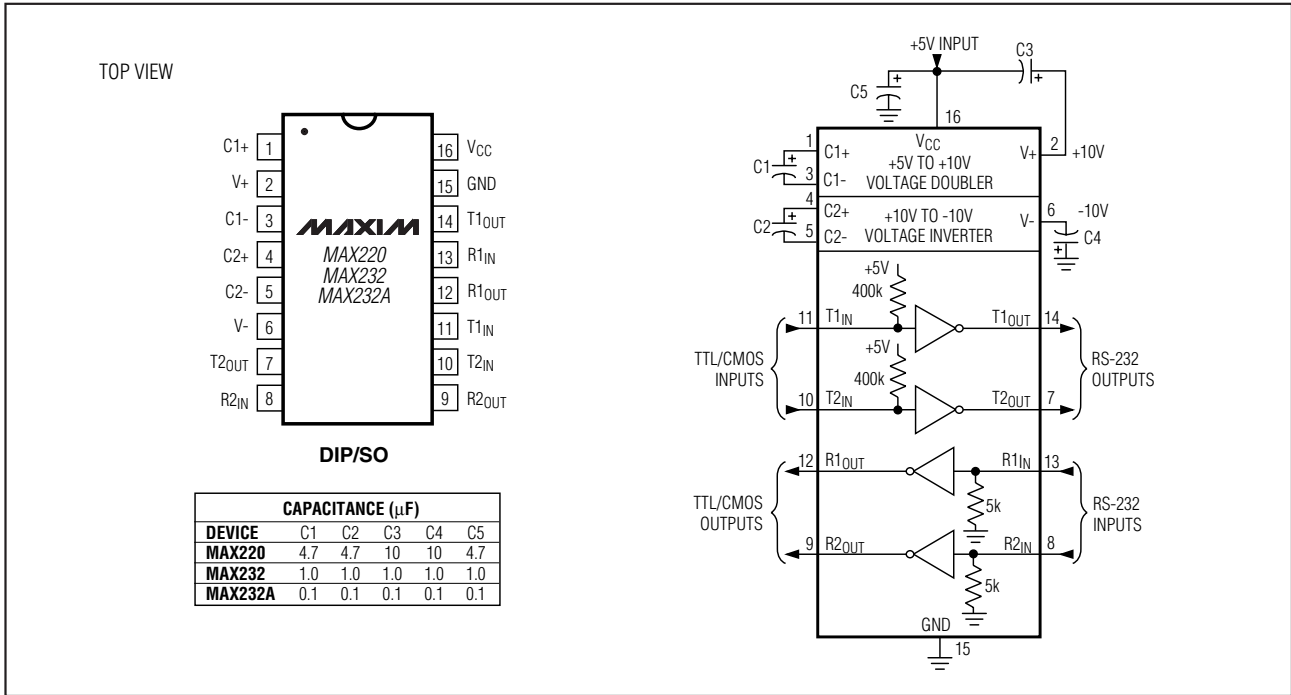 TOP VIEW
C1+ 1
V+ 2
C1- 3
C2+ 4
C2- 5
V- 6
T2OUT 7
R2IN 8
16 VCC
15 GND
14 T1OUT
13 R1IN
12 R1OUT
11 T1IN
10 T2IN
9 R2OUT
MAXIM
MAX220
MAX232
MAX232A
DIP/SO
CAPACITANCE (µF)
DEVICE C1 C2 C3 C4 C5
MAX220 4.7 4.7 10 10 4.7
MAX232 1.0 1.0 1.0 1.0 1.0
MAX232A 0.1 0.1 0.1 0.1 0.1
+5V INPUT
C3
+
C5
+
16
1
C1+
VCC
V+
2
+10V
+5V TO +10V
VOLTAGE DOUBLER
C1
+
3
C1-
4
C2+
+10V TO -10V
VOLTAGE INVERTER
V-
6
-10V
C2
+
5
C2-
C4
+
+5V
400k
11
T1IN
T1OUT
14
+5V
400k
TTL/CMOS
INPUTS
RS-232
OUTPUTS
10
T2IN
T2OUT
7
12
R1OUT
R1IN
13
5k
TTL/CMOS
OUTPUTS
RS-232
INPUTS
9
R2OUT
R2IN
8
5k
GND
15